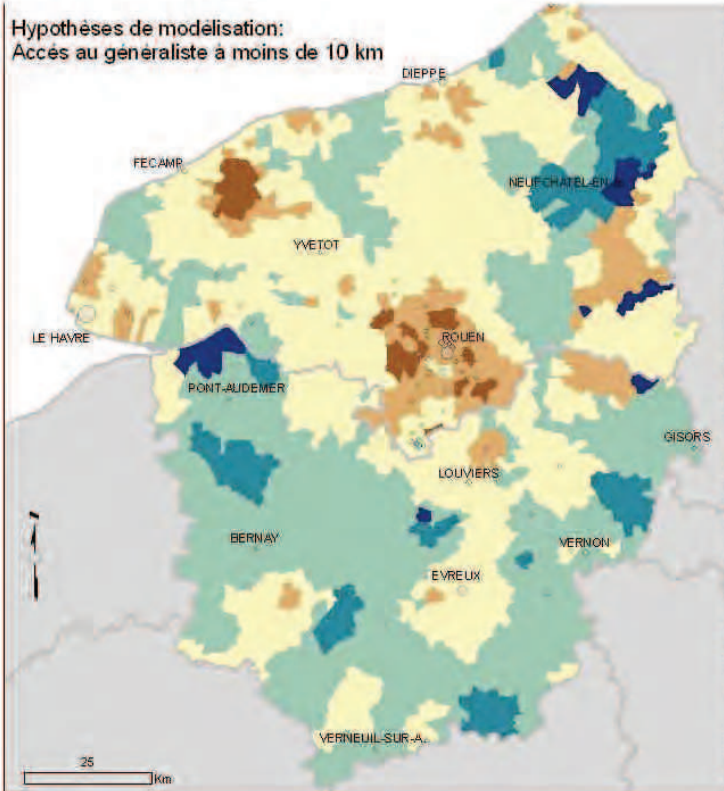 Hypothèses de modélisation:
Accés au généraliste à moins de 10 km
DIEPPE
FECAMP
NEUFCHATEL-EN-
YVETOT
LE HAVRE
ROUEN
PONT-AUDEMER
GISORS
LOUVIERS
BERNAY
VERNON
EVREUX
VERNEUIL-SUR-A..
25
Km